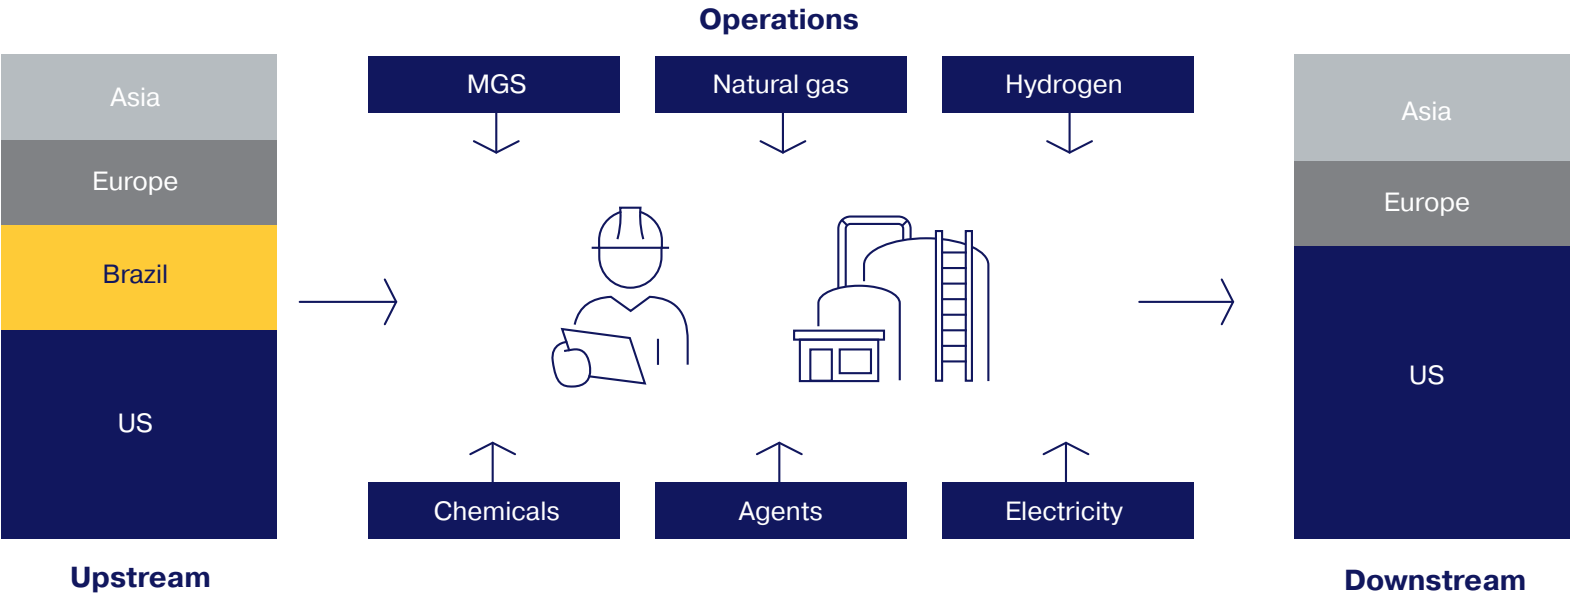 Operations
Asia
Europe
Brazil
US
Upstream
MGS
Natural gas
Hydrogen
Chemicals
Agents
Electricity
Asia
Europe
US
Downstream